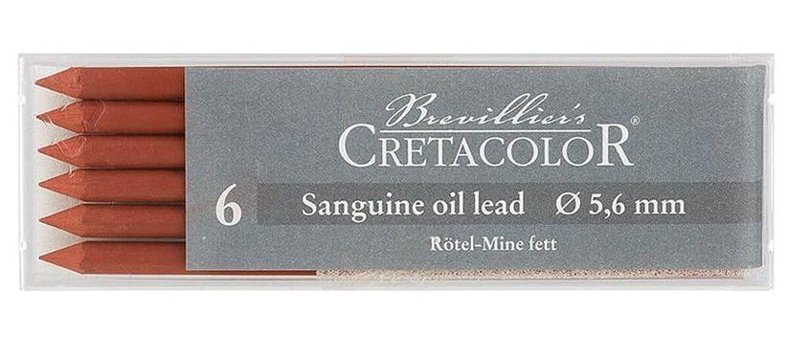 Brevillier's
CRETACOLOR®
6 Sanguine oil lead Ø 5,6 mm
Rötel-Mine fett